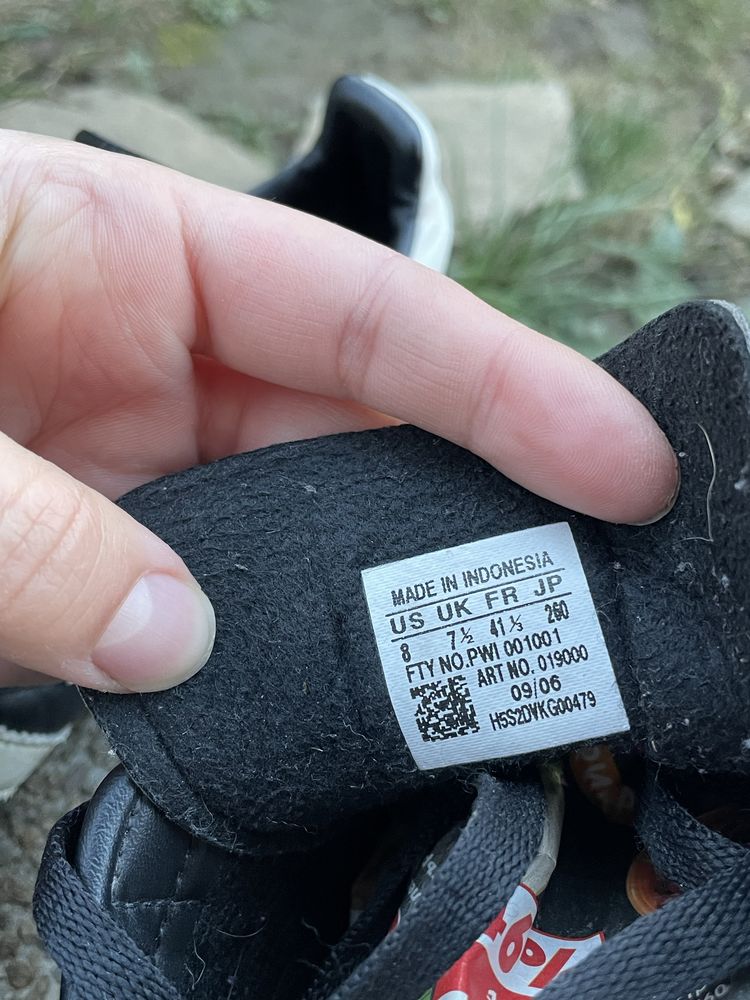 MADE IN INDONESIA
US UK FR JP
8 7½ 41⅓ 260
FTY NO.PWI 001001
ART NO. 019000
09/06
H5S2DVKG00479